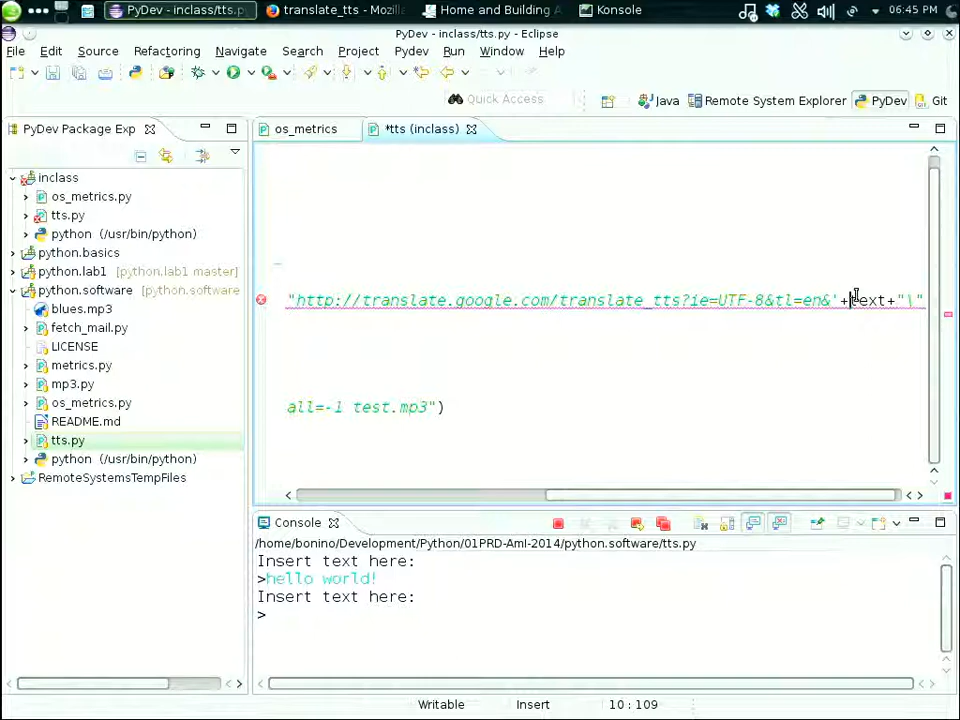 PyDev - inclass/tts.p
translate_tts - Mozill
Home and Building A
Konsole
06:45 PM
PyDev - inclass/tts.py - Eclipse
File Edit Source Refactoring Navigate Search Project Pydev Run Window Help
Quick Access
Java
Remote System Explorer
PyDev
Git
PyDev Package Exp
os_metrics
*tts (inclass)
inclass
os_metrics.py
tts.py
python (/usr/bin/python)
python.basics
python.lab1 [python.lab1 master]
python.software [python.software
blues.mp3
fetch_mail.py
LICENSE
metrics.py
mp3.py
os_metrics.py
README.md
tts.py
python (/usr/bin/python)
RemoteSystemsTempFiles
"http://translate.google.com/translate_tts?ie=UTF-8&tl=en&'+text+"\"
all=-1 test.mp3")
Console
/home/bonino/Development/Python/01PRD-AmI-2014/python.software/tts.py
Insert text here:
>hello world!
Insert text here:
>
Writable
Insert
10 : 109